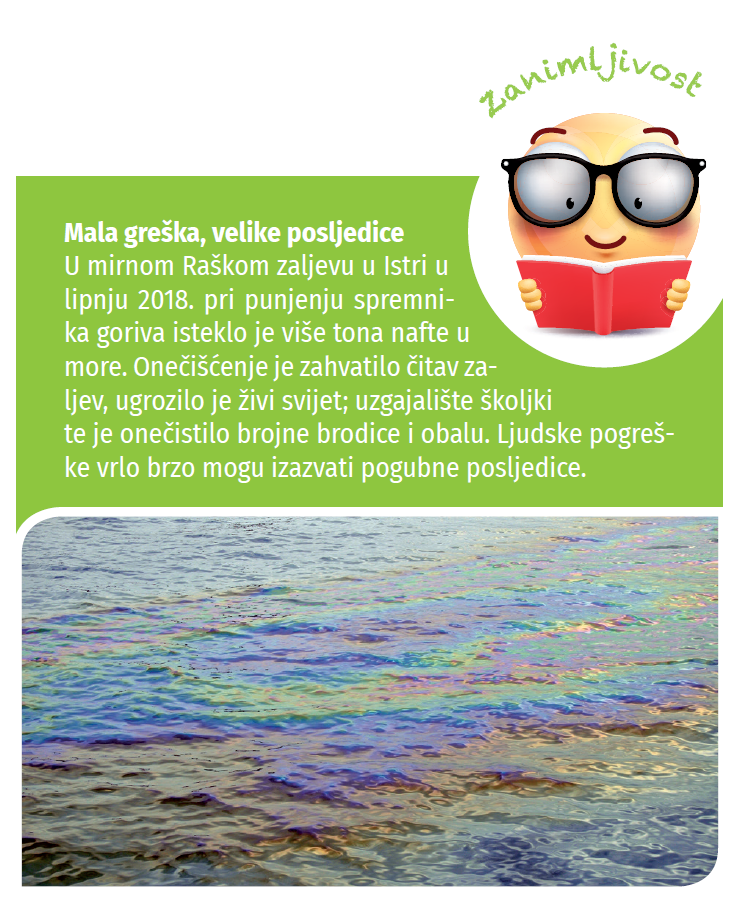 Zanimljivost
Mala greška, velike posljedice
U mirnom Raškom zaljevu u Istri u
lipnju 2018. pri punjenju spremni-
ka goriva isteklo je više tona nafte u
more. Onečišćenje je zahvatilo čitav za-
ljev, ugrozilo je živi svijet; uzgajalište školjki
te je onečistilo brojne brodice i obalu. Ljudske pogreš-
ke vrlo brzo mogu izazvati pogubne posljedice.